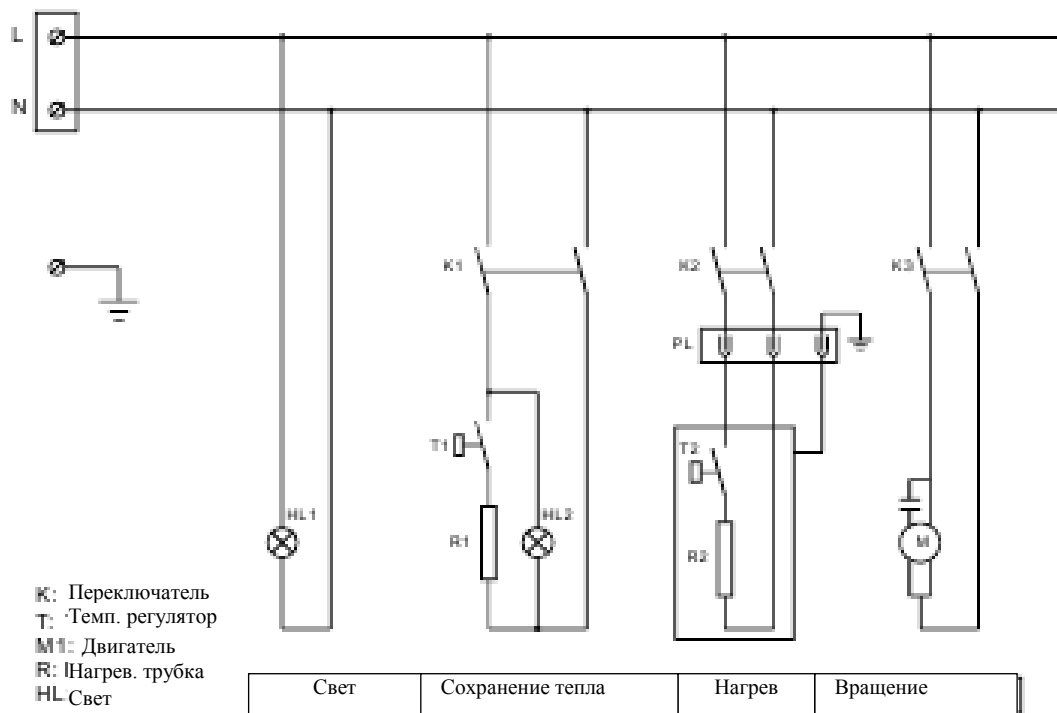 L
N
K1
K2
K3
PL
T1
T2
HL1
R1
HL2
R2
M
K: Переключатель
T: Темп. регулятор
M1: Двигатель
R: Нагрев. трубка
HL Свет
Свет Сохранение тепла Нагрев Вращение